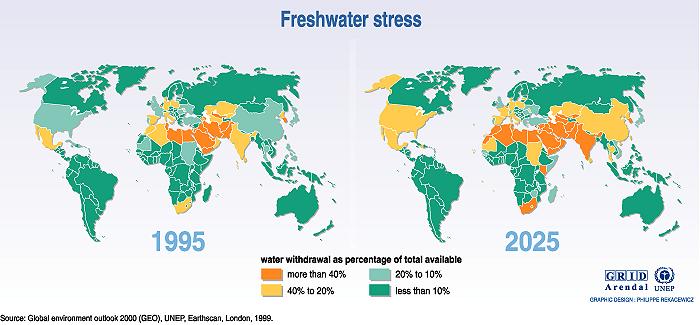 Freshwater stress
1995
2025
water withdrawal as percentage of total available
more than 40%
20% to 10%
40% to 20%
less than 10%
GRID
Arendal
UNEP
GRAPHIC DESIGN : PHILIPPE REKACEWICZ
Source: Global environment outlook 2000 (GEO), UNEP, Earthscan, London, 1999.